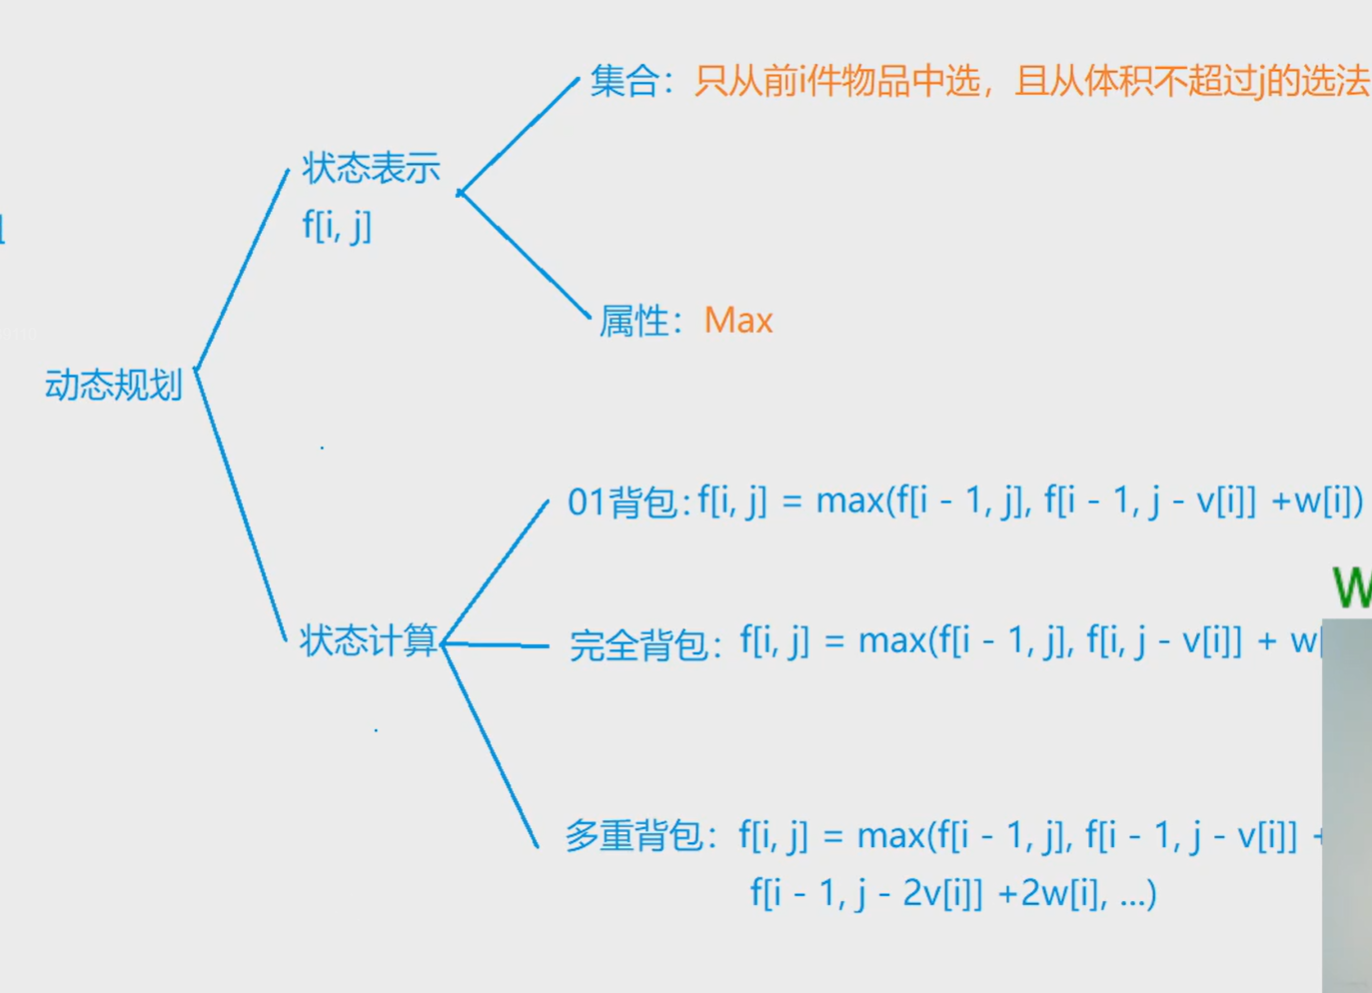 集合：只从前i件物品中选，且从体积不超过j的选法
状态表示
f[i, j]
属性：Max
动态规划
01背包：f[i, j] = max(f[i - 1, j], f[i - 1, j - v[i]] +w[i])
W
状态计算
完全背包：f[i, j] = max(f[i - 1, j], f[i, j - v[i]] + w[
多重背包：f[i, j] = max(f[i - 1, j], f[i - 1, j - v[i]] +
f[i - 1, j - 2v[i]] +2w[i], ...)